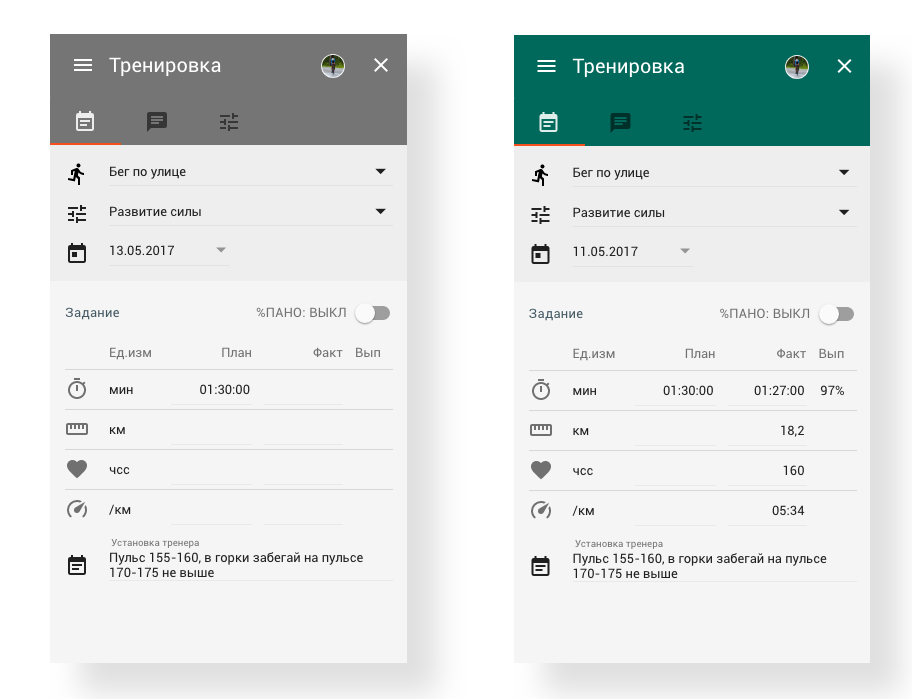 Тренировка
Бег по улице
Развитие силы
13.05.2017
Задание %ПАНО: ВЫКЛ
Ед.изм План Факт Вып
мин 01:30:00
км
чсс
/км
Установка тренера
Пульс 155-160, в горки забегай на пульсе
170-175 не выше
Тренировка
Бег по улице
Развитие силы
11.05.2017
Задание %ПАНО: ВЫКЛ
Ед.изм План Факт Вып
мин 01:30:00 01:27:00 97%
км 18,2
чсс 160
/км 05:34
Установка тренера
Пульс 155-160, в горки забегай на пульсе
170-175 не выше